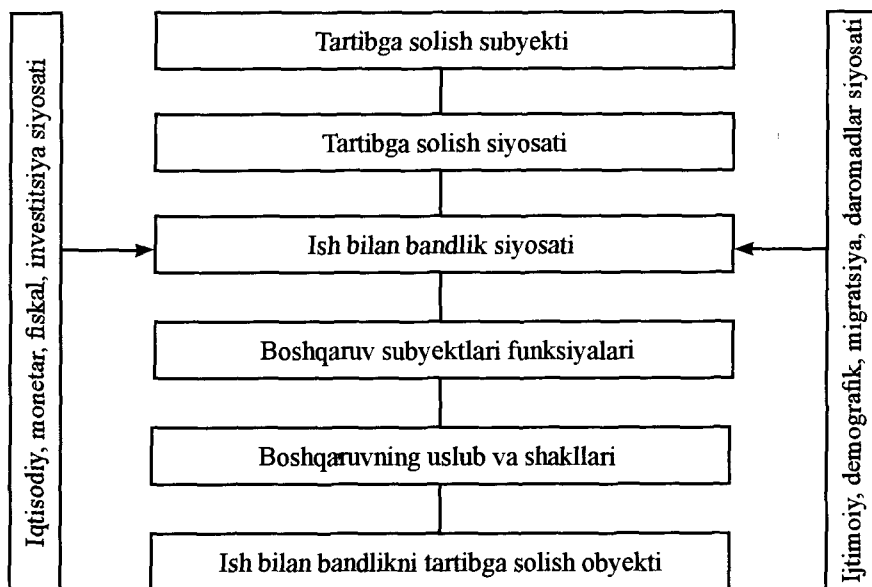 Iqtisodiy, monetar, fiskal, investitsiya siyosati
Tartibga solish subyekti
Tartibga solish siyosati
Ish bilan bandlik siyosati
Boshqaruv subyektlari funksiyalari
Boshqaruvning uslub va shakllari
Ish bilan bandlikni tartibga solish obyekti
Ijtimoiy, demografik, migratsiya, daromadlar siyosati